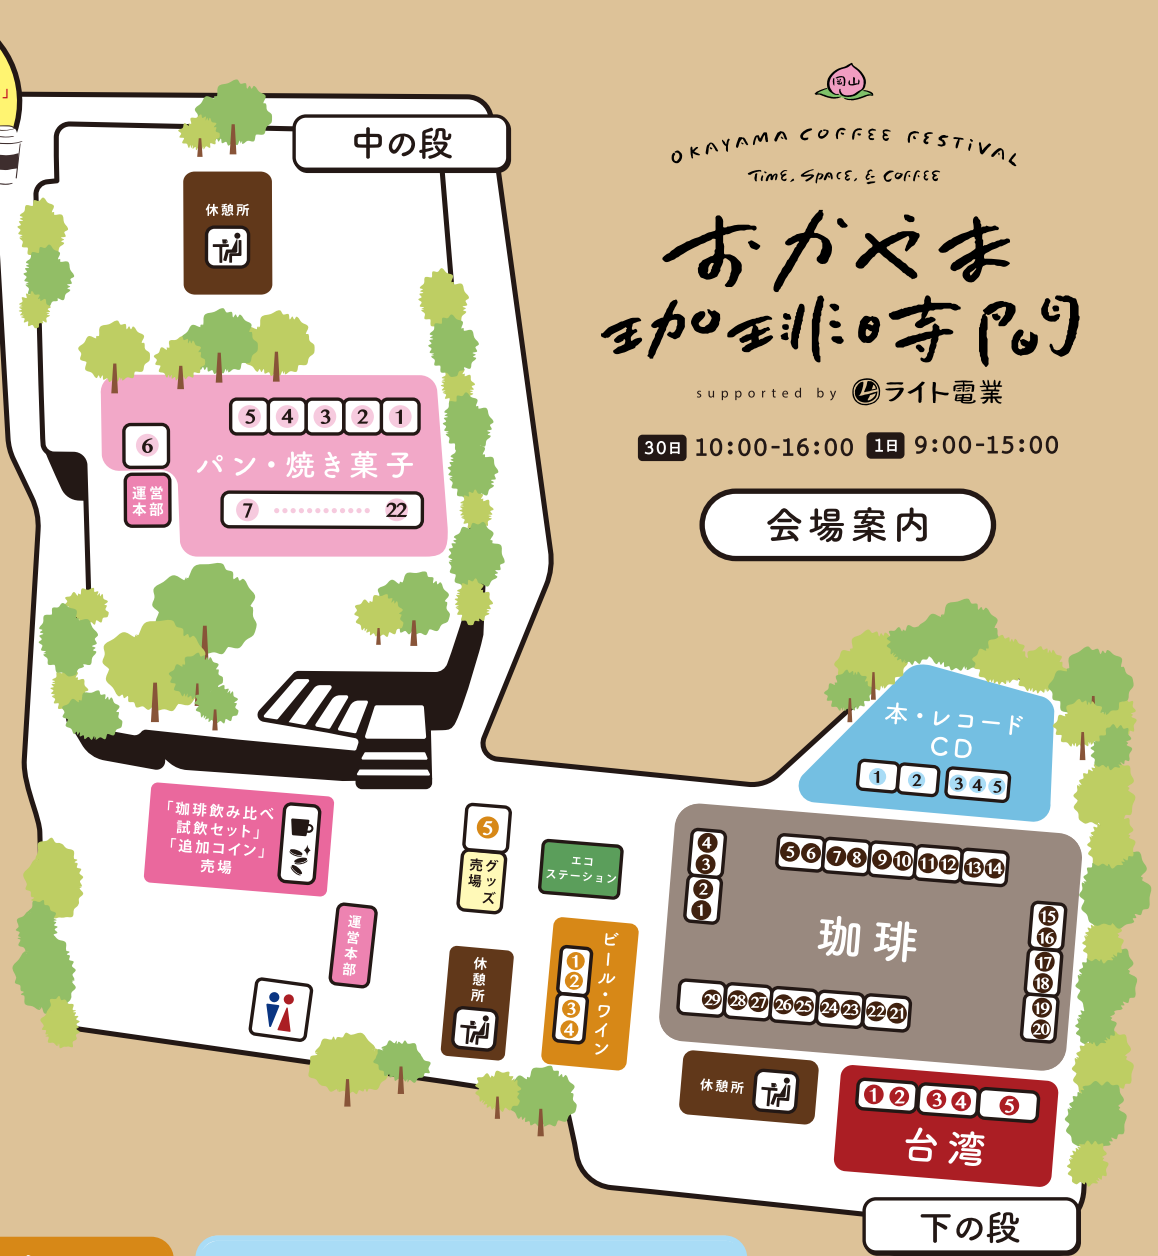 」
中の段
休憩所
5 4 3 2 1
6
パン・焼き菓子
運営
本部
7 22
岡山
OKAYAMA COFFEE FESTIVAL
TiME, SPACE, & COFFEE
おかやま
珈琲時間
supported by ライト電業
30日 10:00-16:00 1日 9:00-15:00
会場案内
本・レコード
CD
1 2 3 4 5
「珈琲飲み比べ
試飲セット」
「追加コイン」
売場
5
グッズ
売場
エコ
ステーション
運営本部
休憩所
ビール・ワイン
1
2
3
4
4
3
2
1
5 6 7 8 9 10 11 12 13 14
珈琲
15
16
17
18
19
20
29 28 27 26 25 24 23 22 21
休憩所
1 2 3 4 5
台湾
下の段